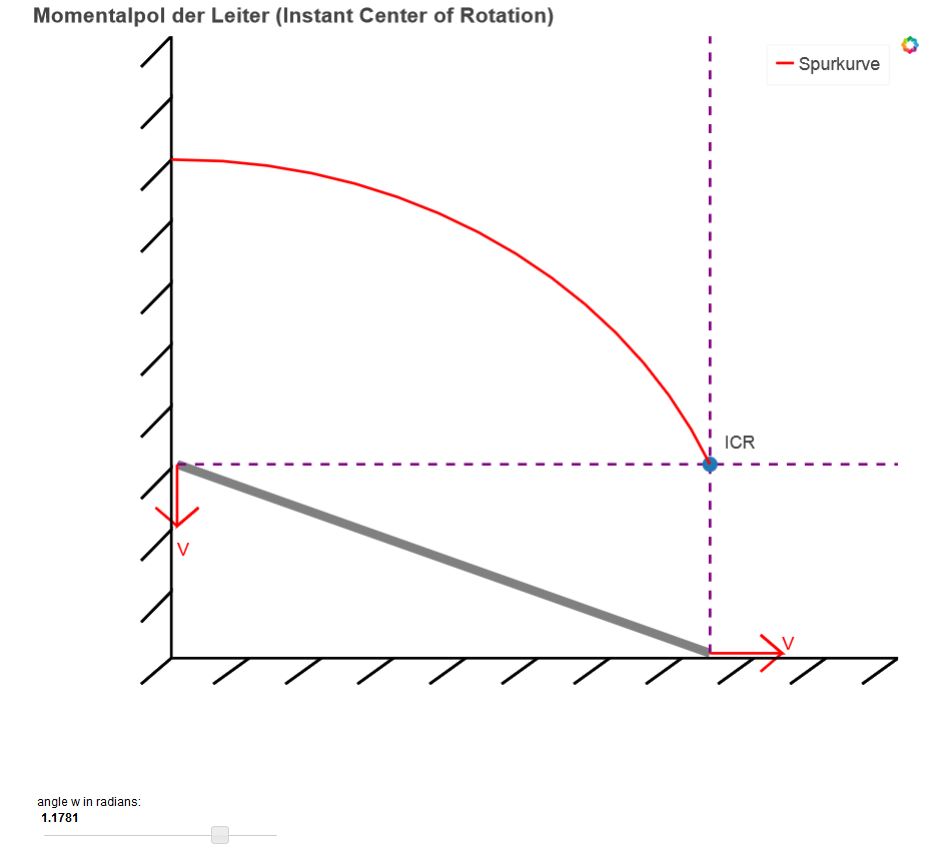 Momentalpol der Leiter (Instant Center of Rotation)
Spurkurve
ICR
V
V
angle w in radians:
1.1781